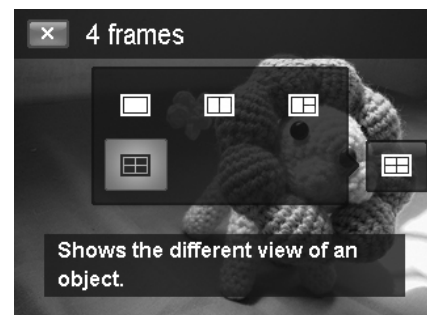 4 frames
Shows the different view of an
object.